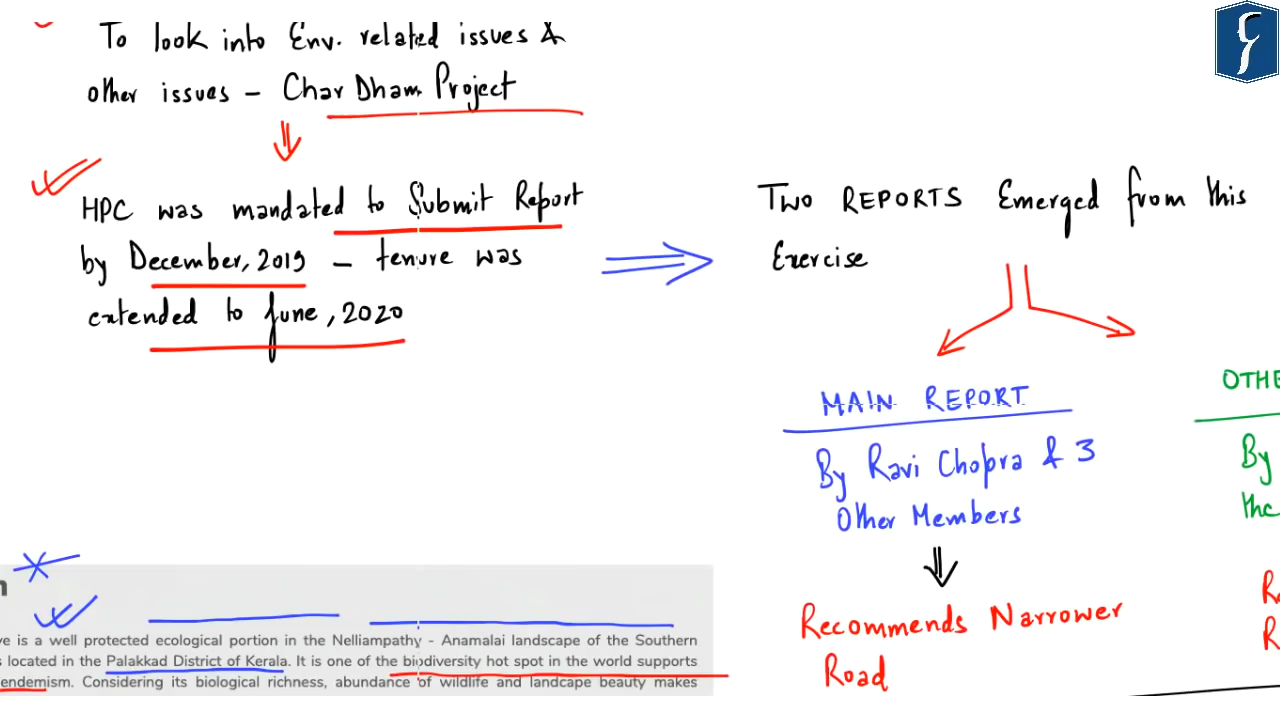 To look into Env. related issues &
other issues - Char Dham Project
HPC was mandated to Submit Report
by December, 2019 - tenure was
extended to June, 2020
Two REPORTS Emerged from this
Exercise
MAIN REPORT
By Ravi Chopra & 3
Other Members
Recommends Narrower
Road
OTHE
By
the
R
R
n
ve is a well protected ecological portion in the Nelliampathy - Anamalai landscape of the Southern
s located in the Palakkad District of Kerala. It is one of the biodiversity hot spot in the world supports
endemism. Considering its biological richness, abundance of wildlife and landcape beauty makes